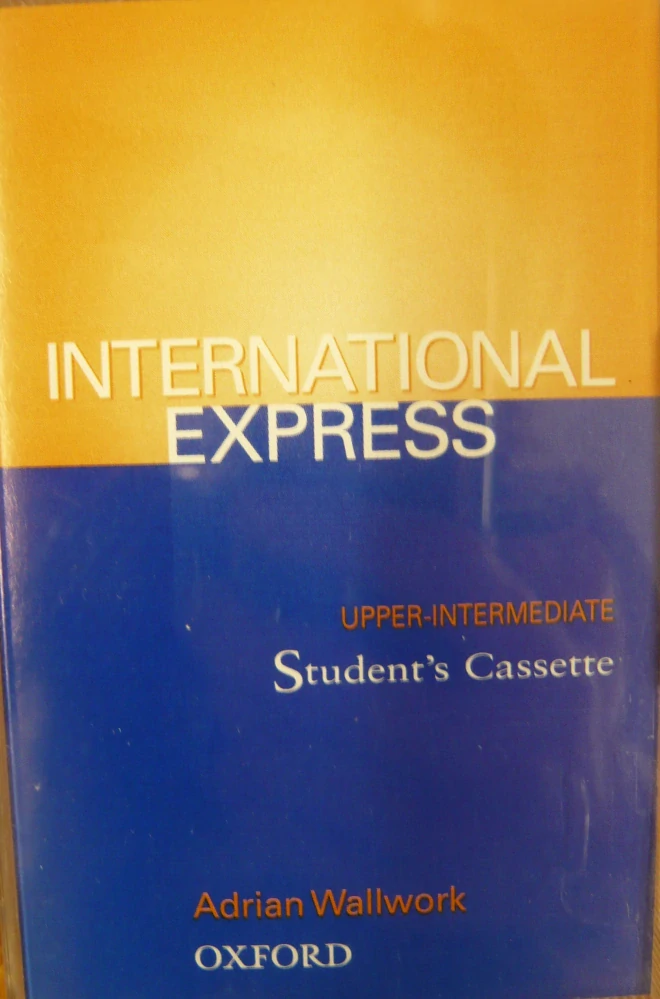 INTERNATIONAL
EXPRESS
UPPER-INTERMEDIATE
Student's Cassette
Adrian Wallwork
OXFORD